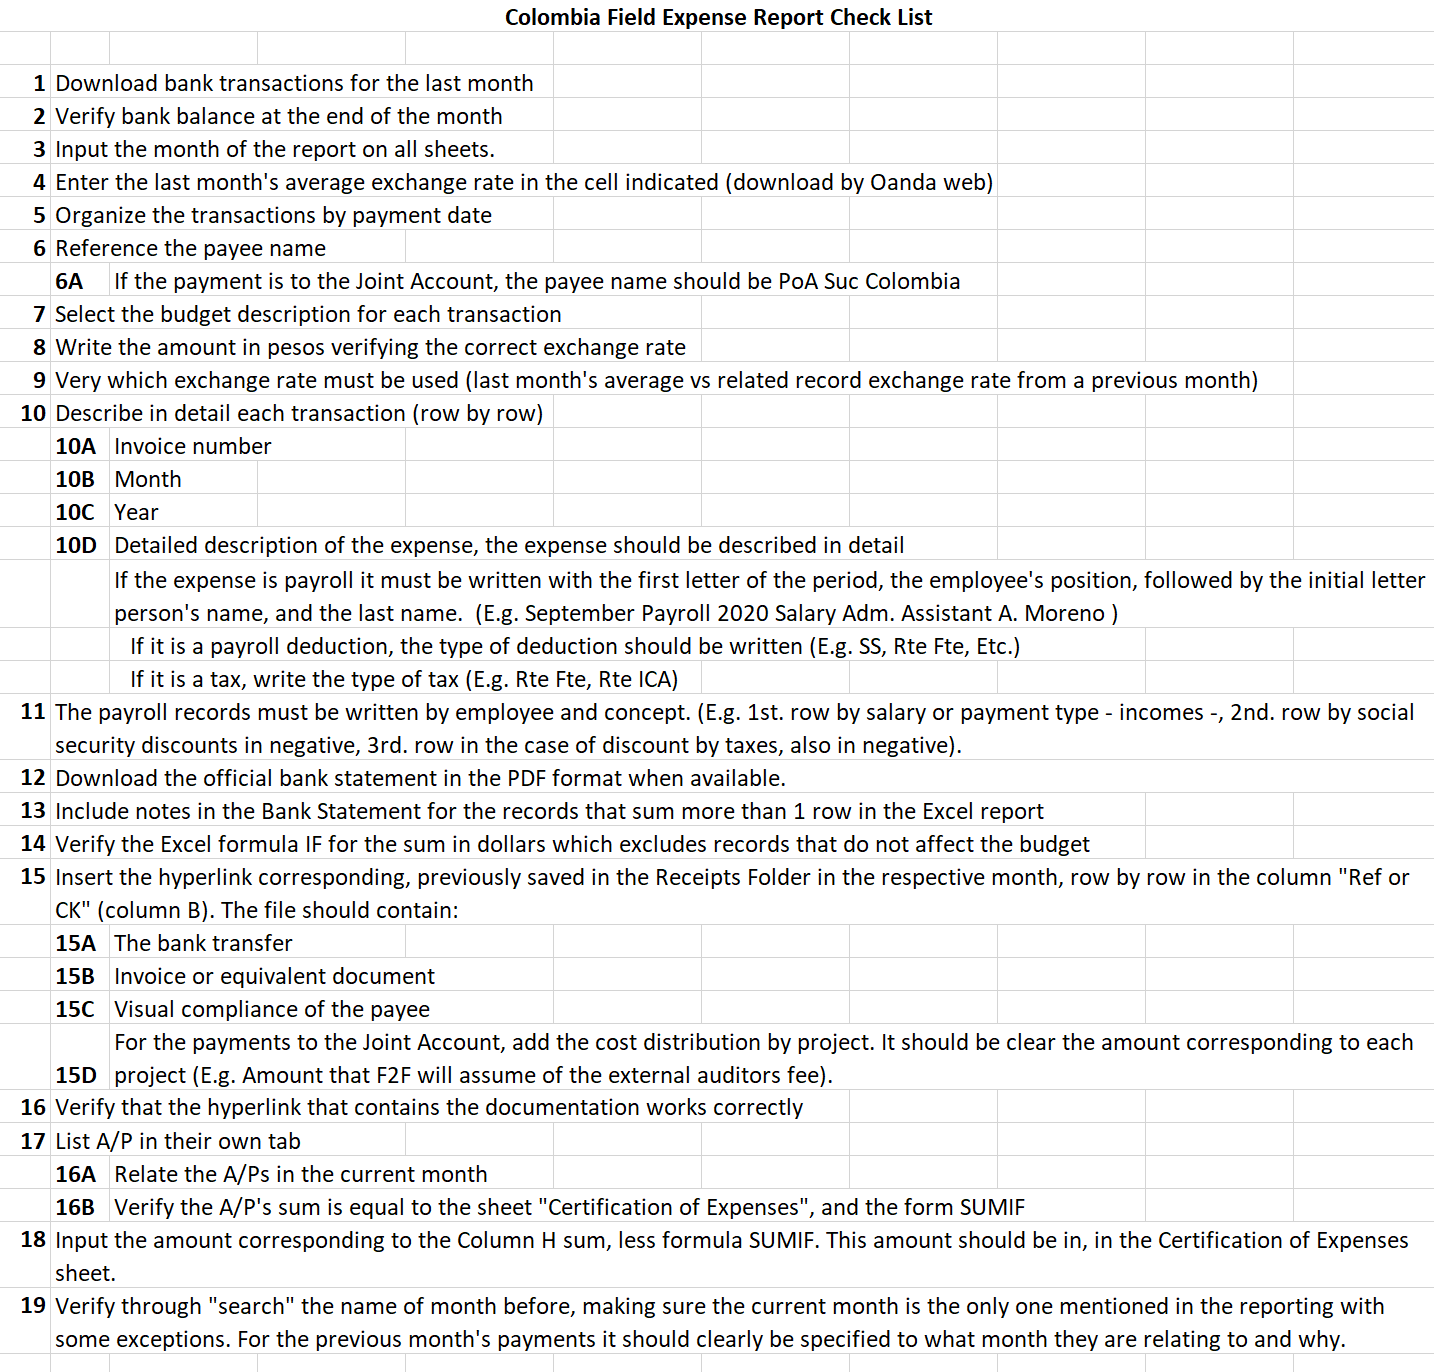 Colombia Field Expense Report Check List
1 Download bank transactions for the last month
2 Verify bank balance at the end of the month
3 Input the month of the report on all sheets.
4 Enter the last month's average exchange rate in the cell indicated (download by Oanda web)
5 Organize the transactions by payment date
6 Reference the payee name
6A If the payment is to the Joint Account, the payee name should be PoA Suc Colombia
7 Select the budget description for each transaction
8 Write the amount in pesos verifying the correct exchange rate
9 Very which exchange rate must be used (last month's average vs related record exchange rate from a previous month)
10 Describe in detail each transaction (row by row)
10A Invoice number
10B Month
10C Year
10D Detailed description of the expense, the expense should be described in detail
If the expense is payroll it must be written with the first letter of the period, the employee's position, followed by the initial letter
person's name, and the last name.  (E.g. September Payroll 2020 Salary Adm. Assistant A. Moreno )
If it is a payroll deduction, the type of deduction should be written (E.g. SS, Rte Fte, Etc.)
If it is a tax, write the type of tax (E.g. Rte Fte, Rte ICA)
11 The payroll records must be written by employee and concept. (E.g. 1st. row by salary or payment type - incomes -, 2nd. row by social
security discounts in negative, 3rd. row in the case of discount by taxes, also in negative).
12 Download the official bank statement in the PDF format when available.
13 Include notes in the Bank Statement for the records that sum more than 1 row in the Excel report
14 Verify the Excel formula IF for the sum in dollars which excludes records that do not affect the budget
15 Insert the hyperlink corresponding, previously saved in the Receipts Folder in the respective month, row by row in the column "Ref or
CK" (column B). The file should contain:
15A The bank transfer
15B Invoice or equivalent document
15C Visual compliance of the payee
For the payments to the Joint Account, add the cost distribution by project. It should be clear the amount corresponding to each
15D project (E.g. Amount that F2F will assume of the external auditors fee).
16 Verify that the hyperlink that contains the documentation works correctly
17 List A/P in their own tab
16A Relate the A/Ps in the current month
16B Verify the A/P's sum is equal to the sheet "Certification of Expenses", and the form SUMIF
18 Input the amount corresponding to the Column H sum, less formula SUMIF. This amount should be in, in the Certification of Expenses
sheet.
19 Verify through "search" the name of month before, making sure the current month is the only one mentioned in the reporting with
some exceptions. For the previous month's payments it should clearly be specified to what month they are relating to and why.